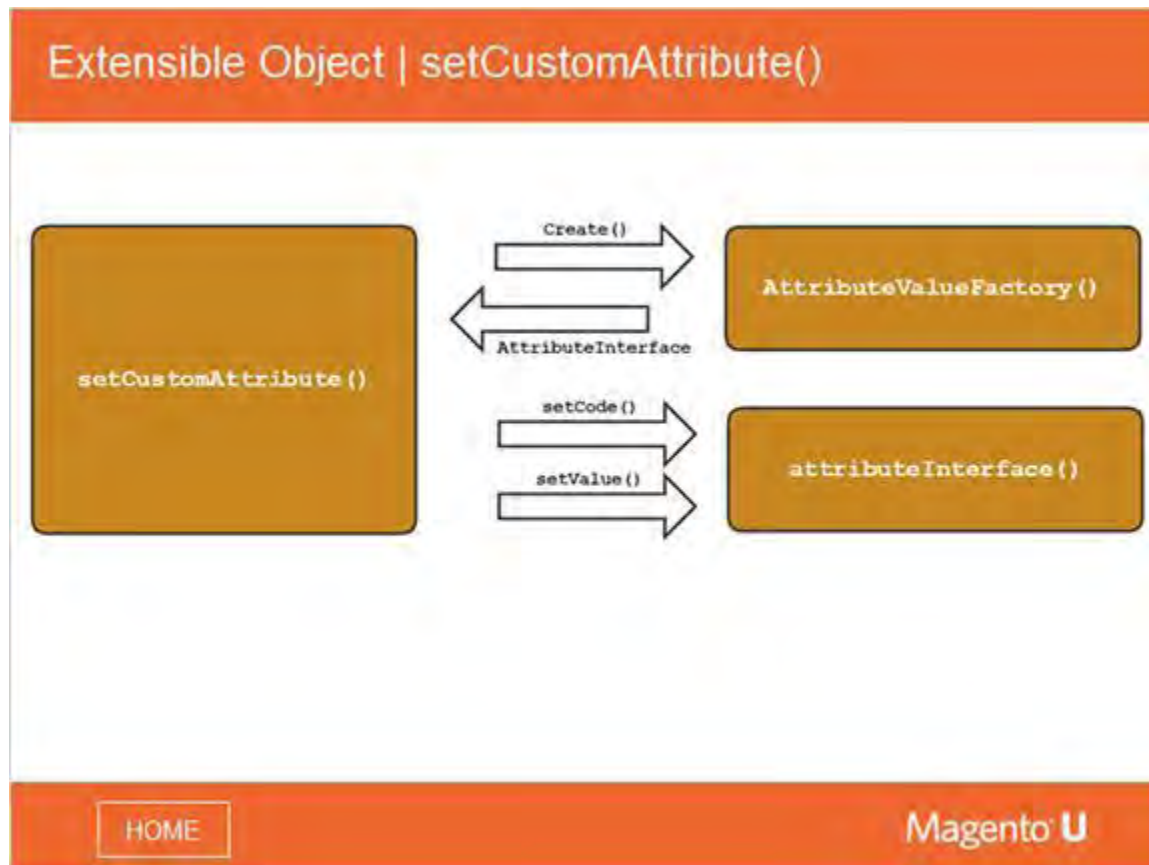 Extensible Object | setCustomAttribute()
Create()
AttributeValueFactory()
AttributeInterface
setCustomAttribute()
setCode()
attributeInterface()
setValue()
HOME
Magento U